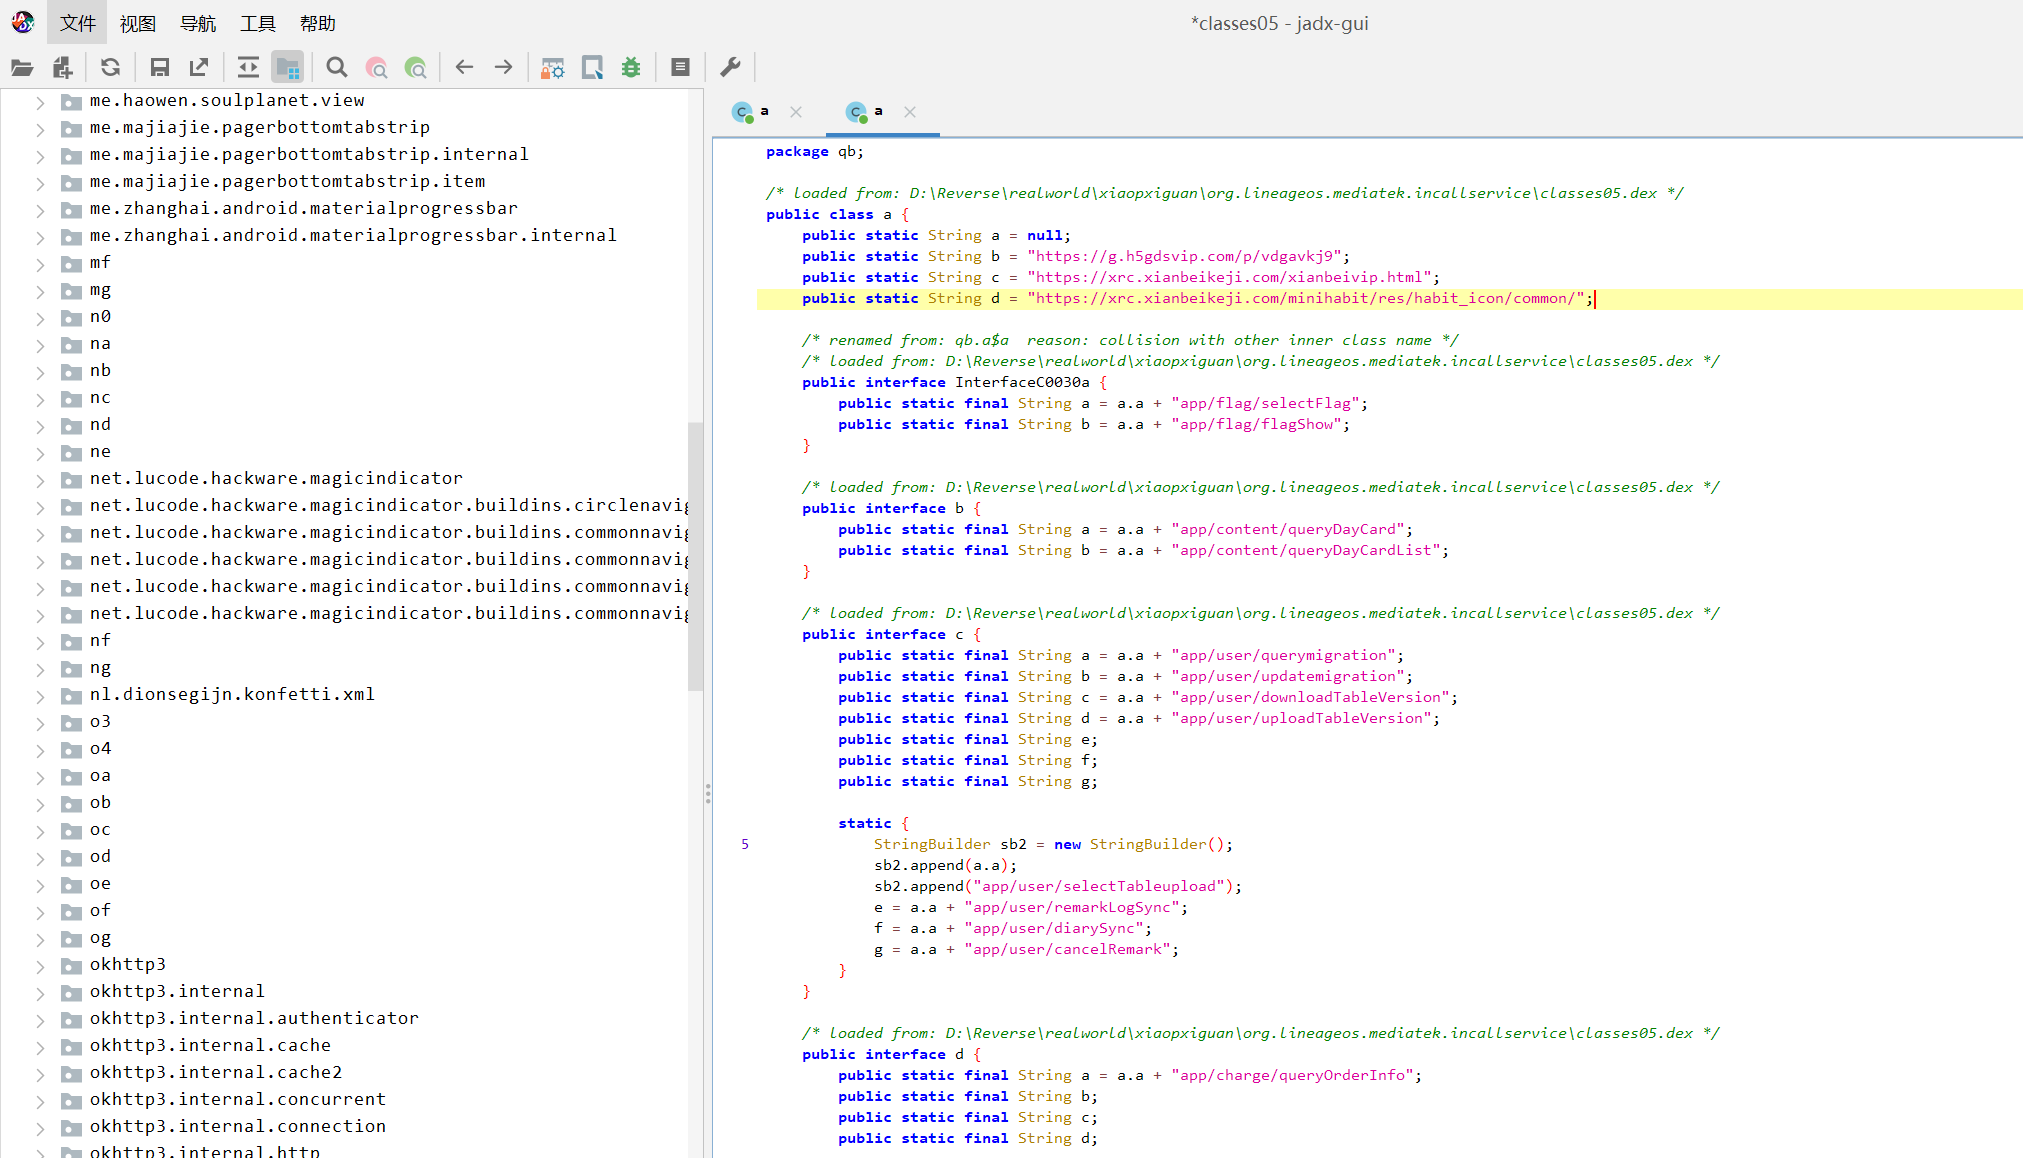 文件 视图 导航 工具 帮助
*classes05 - jadx-gui
me.haowen.soulplanet.view
me.majiajie.pagerbottomtabstrip
me.majiajie.pagerbottomtabstrip.internal
me.majiajie.pagerbottomtabstrip.item
me.zhanghai.android.materialprogressbar
me.zhanghai.android.materialprogressbar.internal
mf
mg
n0
na
nb
nc
nd
ne
net.lucode.hackware.magicindicator
net.lucode.hackware.magicindicator.buildins.circlenavig
net.lucode.hackware.magicindicator.buildins.commonnavig
net.lucode.hackware.magicindicator.buildins.commonnavig
net.lucode.hackware.magicindicator.buildins.commonnavig
net.lucode.hackware.magicindicator.buildins.commonnavig
nf
ng
nl.dionsegijn.konfetti.xml
o3
o4
oa
ob
oc
od
oe
of
og
okhttp3
okhttp3.internal
okhttp3.internal.authenticator
okhttp3.internal.cache
okhttp3.internal.cache2
okhttp3.internal.concurrent
okhttp3.internal.connection
okhttp3.internal.http
a a
package qb;
/* loaded from: D:\Reverse\realworld\xiaopxiguan\org.lineageos.mediatek.incallservice\classes05.dex */
public class a {
public static String a = null;
public static String b = "https://g.h5gdsvip.com/p/vdgavkj9";
public static String c = "https://xrc.xianbeikeji.com/xianbeivip.html";
public static String d = "https://xrc.xianbeikeji.com/minihabit/res/habit_icon/common/";
/* renamed from: qb.a$a  reason: collision with other inner class name */
/* loaded from: D:\Reverse\realworld\xiaopxiguan\org.lineageos.mediatek.incallservice\classes05.dex */
public interface InterfaceC0030a {
public static final String a = a.a + "app/flag/selectFlag";
public static final String b = a.a + "app/flag/flagShow";
}
/* loaded from: D:\Reverse\realworld\xiaopxiguan\org.lineageos.mediatek.incallservice\classes05.dex */
public interface b {
public static final String a = a.a + "app/content/queryDayCard";
public static final String b = a.a + "app/content/queryDayCardList";
}
/* loaded from: D:\Reverse\realworld\xiaopxiguan\org.lineageos.mediatek.incallservice\classes05.dex */
public interface c {
public static final String a = a.a + "app/user/querymigration";
public static final String b = a.a + "app/user/updatemigration";
public static final String c = a.a + "app/user/downloadTableVersion";
public static final String d = a.a + "app/user/uploadTableVersion";
public static final String e;
public static final String f;
public static final String g;
static {
5 StringBuilder sb2 = new StringBuilder();
sb2.append(a.a);
sb2.append("app/user/selectTableupload");
e = a.a + "app/user/remarkLogSync";
f = a.a + "app/user/diarySync";
g = a.a + "app/user/cancelRemark";
}
}
/* loaded from: D:\Reverse\realworld\xiaopxiguan\org.lineageos.mediatek.incallservice\classes05.dex */
public interface d {
public static final String a = a.a + "app/charge/queryOrderInfo";
public static final String b;
public static final String c;
public static final String d;